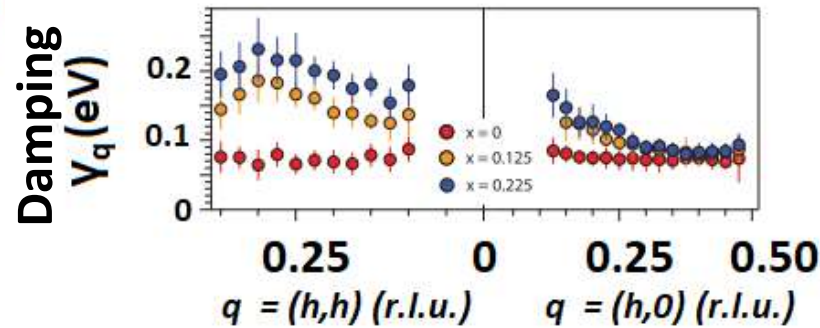 Damping
γq (eV)
0.2
0.1
0
x = 0
x = 0.125
x = 0.225
0.25 0 0.25 0.50
q = (h,h) (r.l.u.) q = (h,0) (r.l.u.)